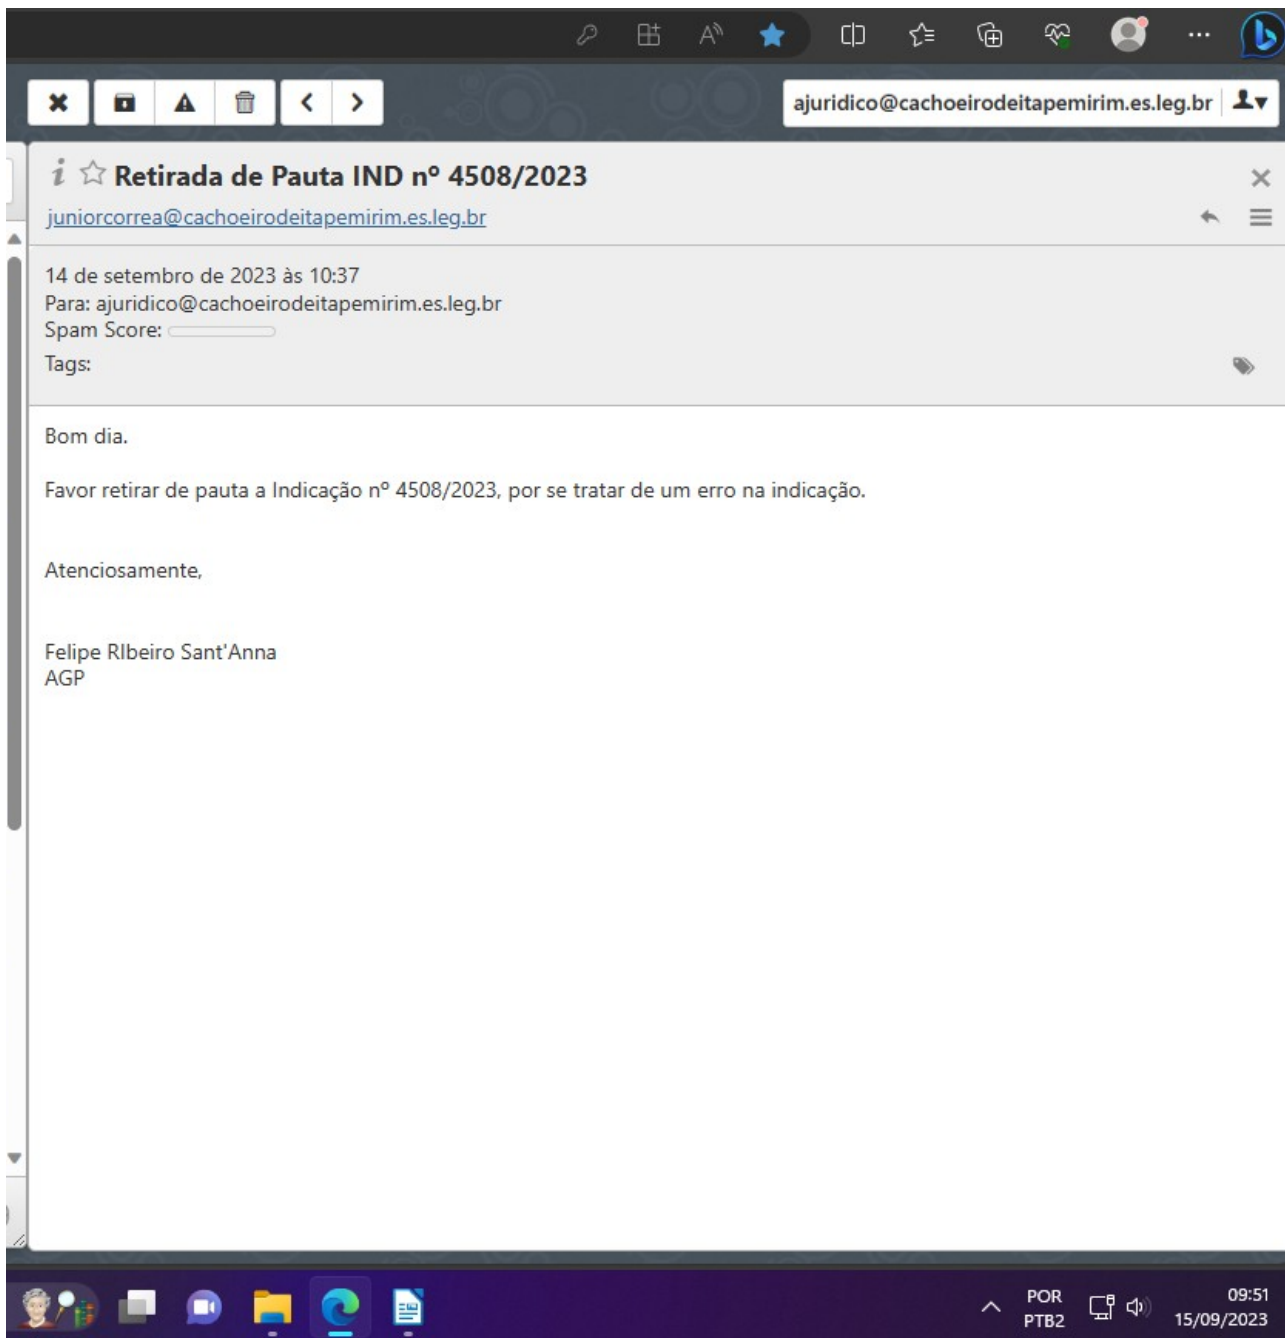 ajuridico@cachoeirodeitapemirim.es.leg.br
Retirada de Pauta IND nº 4508/2023
juniorcorrea@cachoeirodeitapemirim.es.leg.br
14 de setembro de 2023 às 10:37
Para: ajuridico@cachoeirodeitapemirim.es.leg.br
Spam Score:
Tags:
Bom dia.
Favor retirar de pauta a Indicação nº 4508/2023, por se tratar de um erro na indicação.
Atenciosamente,
Felipe RIbeiro Sant'Anna
AGP
POR
PTB2
09:51
15/09/2023